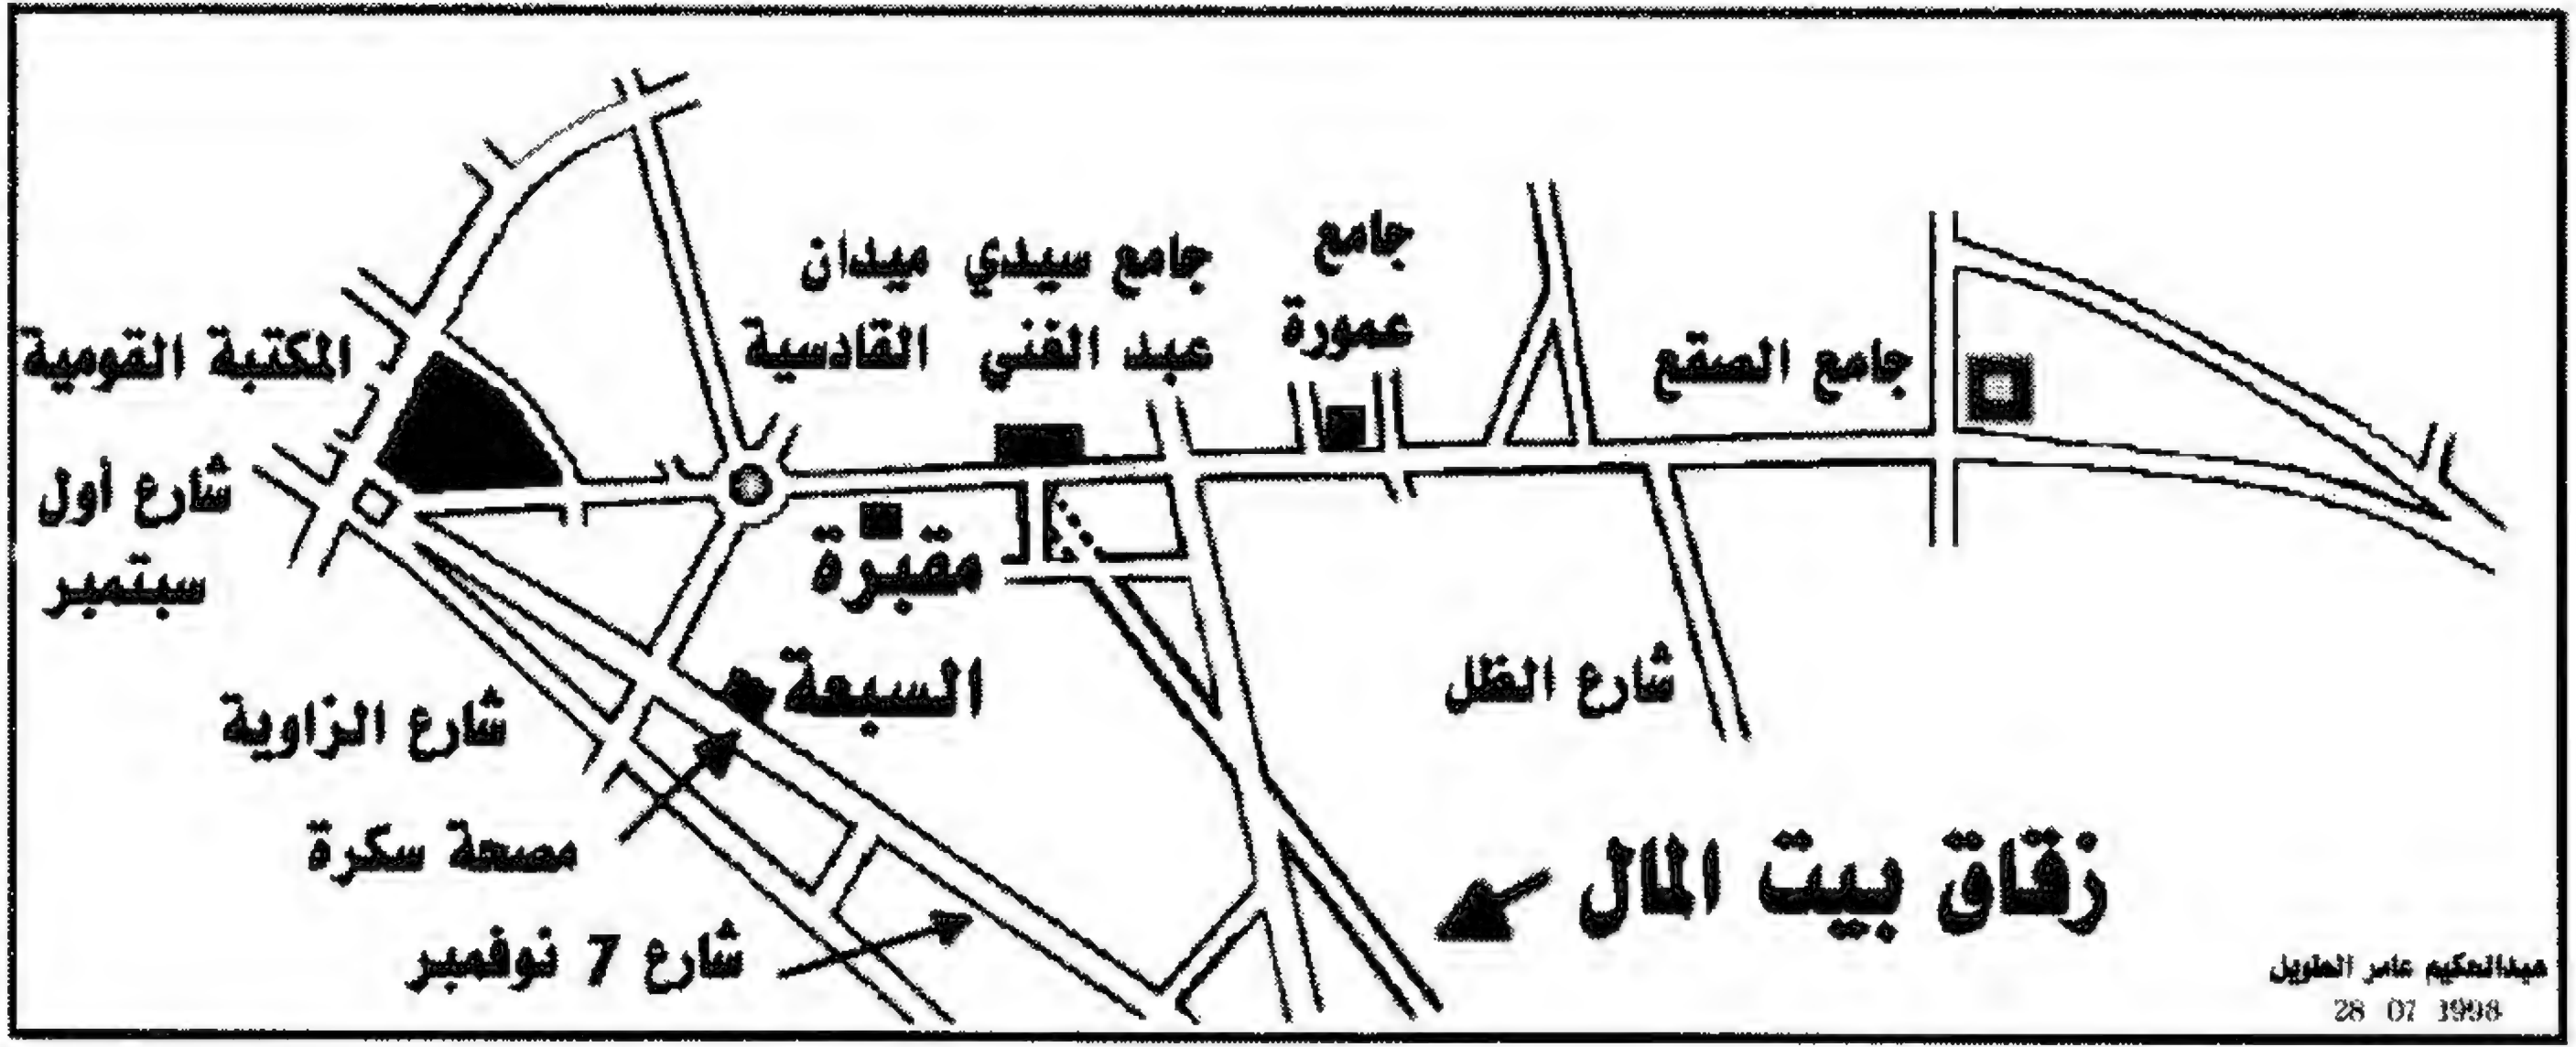 جامع
عمورة
جامع سيدي
عبد الغني
ميدان
القادسية
جامع الصقع
المكتبة القومية
شارع أول
سبتمبر
مقبرة
السبعة
شارع الظل
شارع الزاوية
مصحة سكرة
شارع 7 نوفمبر
زقاق بيت المال
عبدالحكيم عامر الطويل
28 07 1998